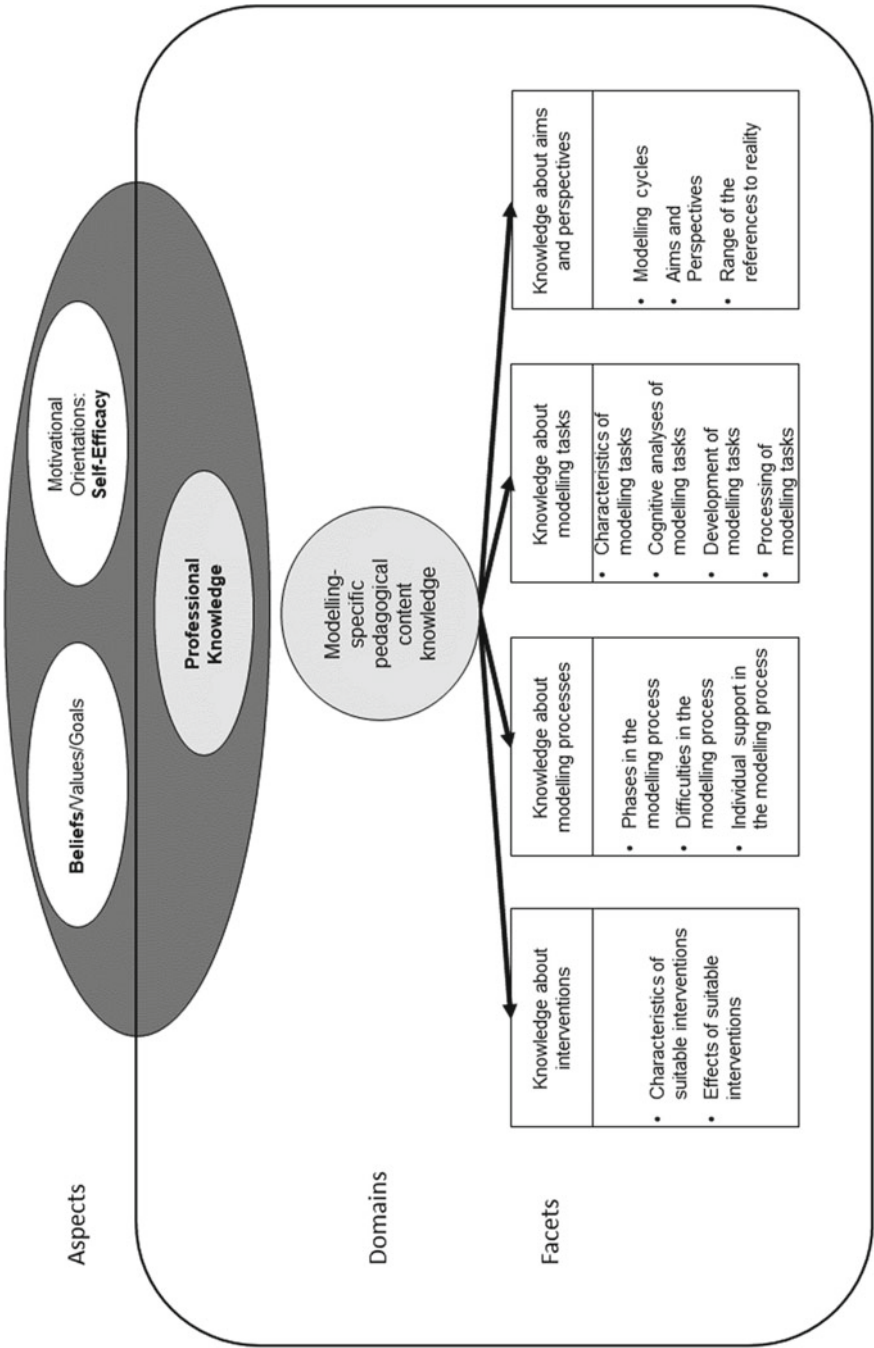 Aspects
Beliefs/Values/Goals
Motivational
Orientations:
Self-Efficacy
Professional
Knowledge
Domains
Modelling-
specific
pedagogical
content
knowledge
Facets
Knowledge about
interventions
• Characteristics of
suitable interventions
• Effects of suitable
interventions
Knowledge about
modelling processes
• Phases in the
modelling process
• Difficulties in the
modelling process
• Individual support in
the modelling process
Knowledge about
modelling tasks
• Characteristics of
modelling tasks
• Cognitive analyses of
modelling tasks
• Development of
modelling tasks
• Processing of
modelling tasks
Knowledge about aims
and perspectives
• Modelling cycles
• Aims and
Perspectives
• Range of the
references to reality